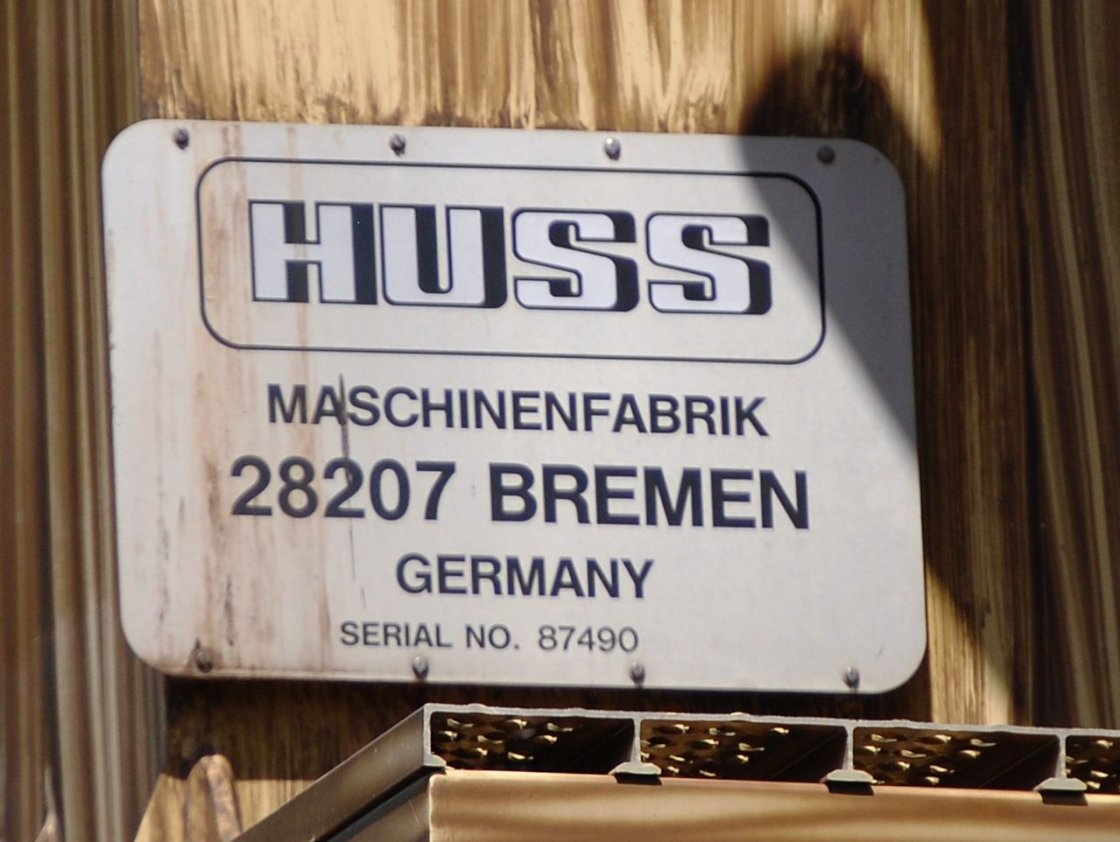 HUSS
MASCHINENFABRIK
28207 BREMEN
GERMANY
SERIAL NO. 87490